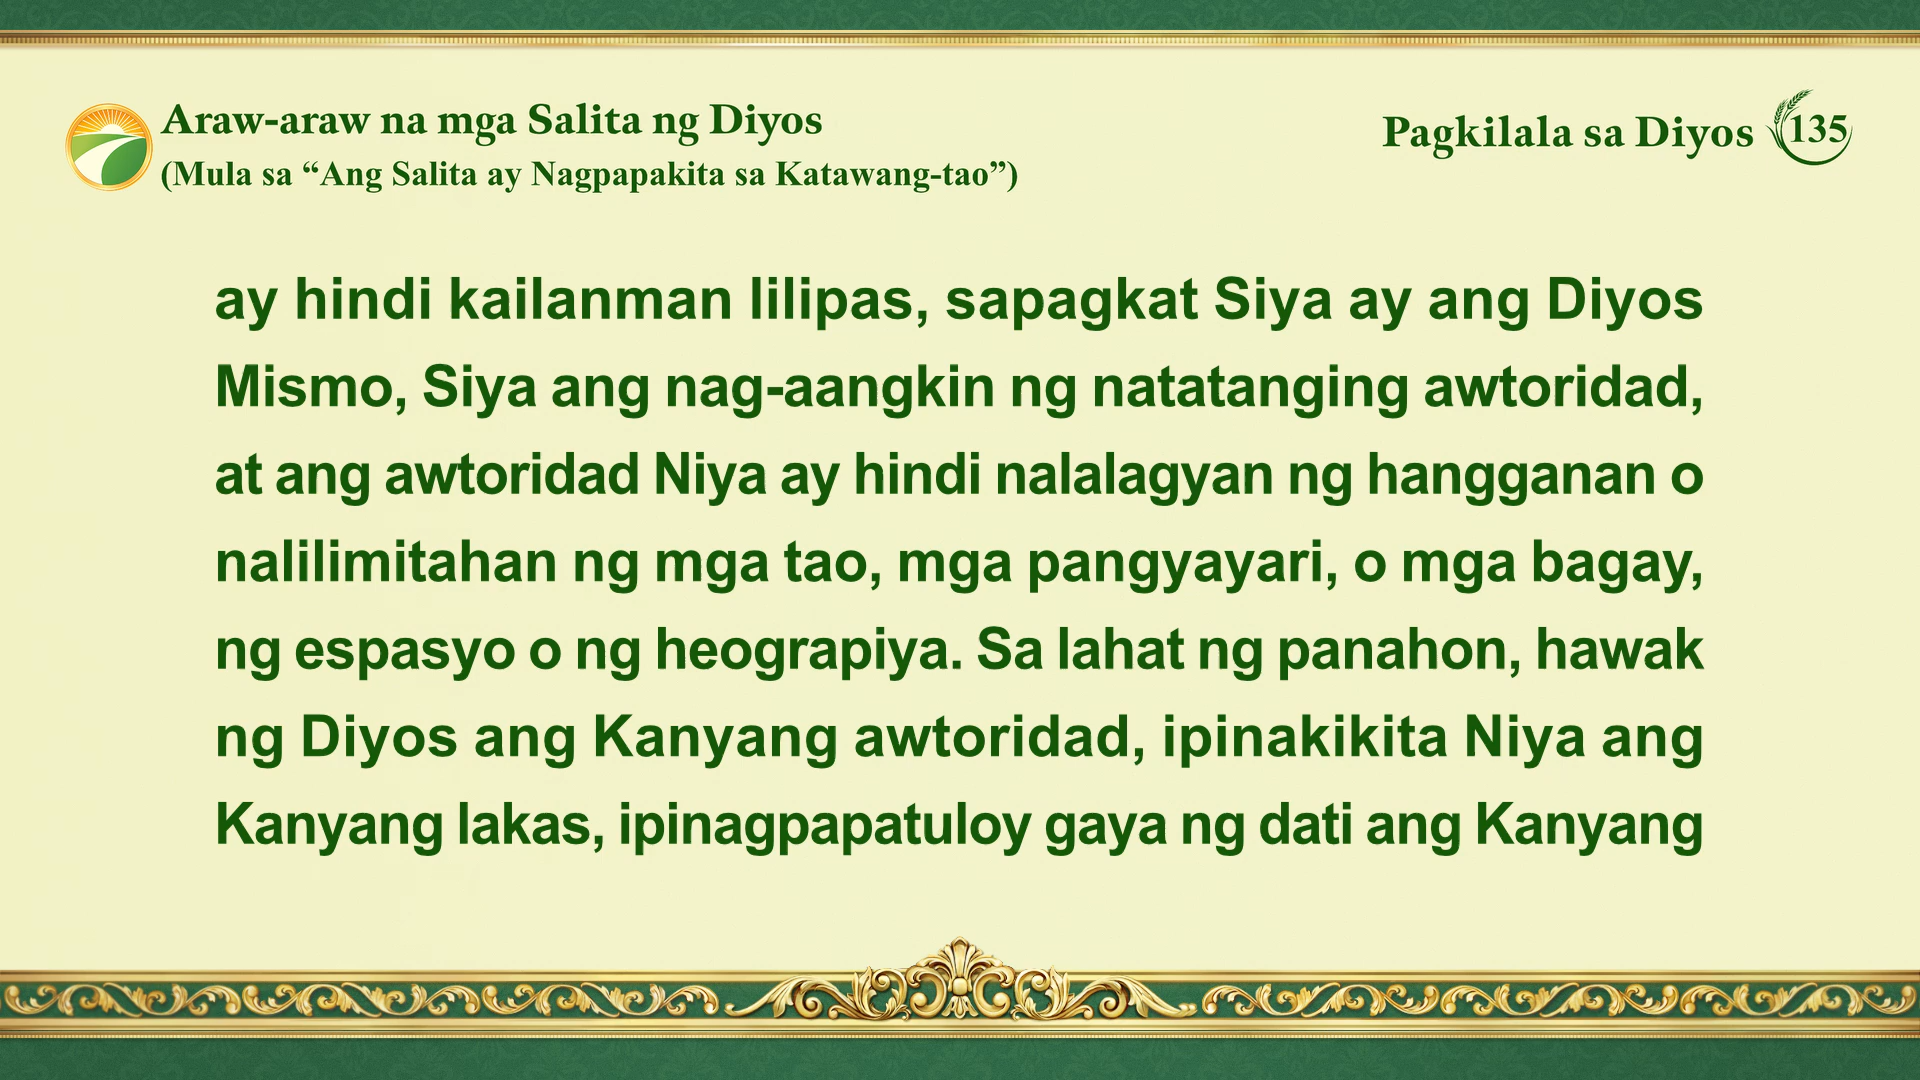 Araw-araw na mga Salita ng Diyos
(Mula sa “Ang Salita ay Nagpapakita sa Katawang-tao”)
Pagkilala sa Diyos 135
ay hindi kailanman lilipas, sapagkat Siya ay ang Diyos
Mismo, Siya ang nag-aangkin ng natatanging awtoridad,
at ang awtoridad Niya ay hindi nalalagyan ng hangganan o
nalilimitahan ng mga tao, mga pangyayari, o mga bagay,
ng espasyo o ng heograpiya. Sa lahat ng panahon, hawak
ng Diyos ang Kanyang awtoridad, ipinakikita Niya ang
Kanyang lakas, ipinagpapatuloy gaya ng dati ang Kanyang